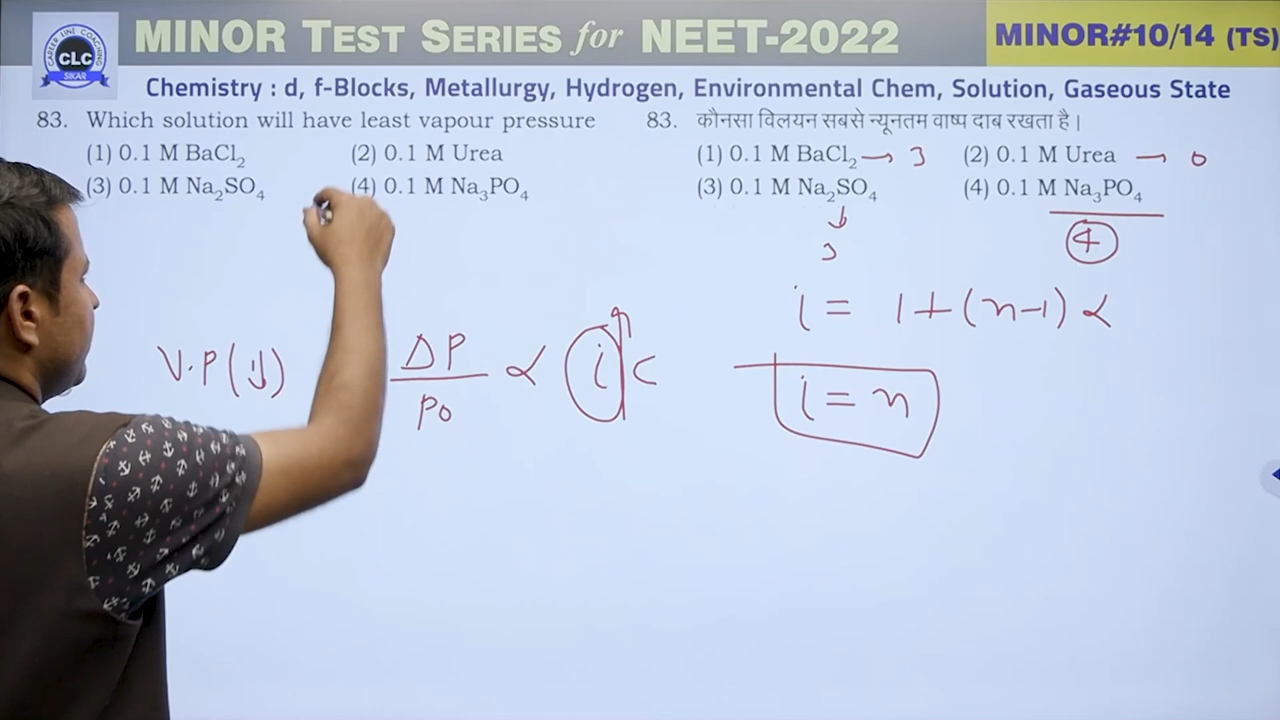 CAREER LINE COACHING
CLC
SIKAR
MINOR TEST SERIES for NEET-2022
MINOR#10/14 (TS)
Chemistry : d, f-Blocks, Metallurgy, Hydrogen, Environmental Chem, Solution, Gaseous State
83. Which solution will have least vapour pressure
(1) 0.1 M BaCl₂ (2) 0.1 M Urea
(3) 0.1 M Na₂SO₄ (4) 0.1 M Na₃PO₄
83. कौनसा विलयन सबसे न्यूनतम वाष्प दाब रखता है।
(1) 0.1 M BaCl₂ → 3 (2) 0.1 M Urea → 0
(3) 0.1 M Na₂SO₄ (4) 0.1 M Na₃PO₄
↓
3
4
i = 1+(n-1) α
V.P(↓) ΔP/P0 α i c
i = n